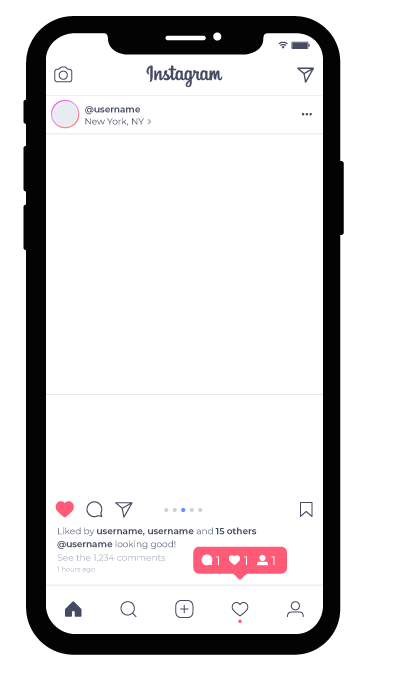 Instagram
@username
New York, NY >
Liked by username, username and 15 others
@username looking good!
See the 1,234 comments
1 hours ago
1 1 1